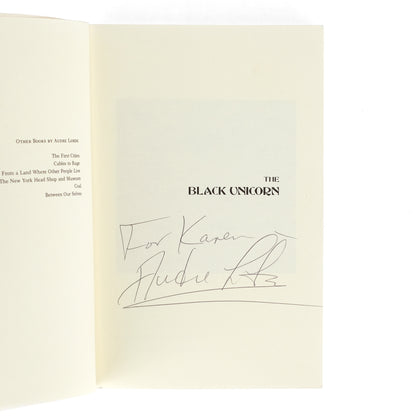 OTHER BOOKS BY AUDRE LORDE
The First Cities
Cables to Rage
From a Land Where Other People Live
The New York Head Shop and Museum
Coal
Between Our Selves
THE
BLACK UNICORN
For Karen
Audre Lorde